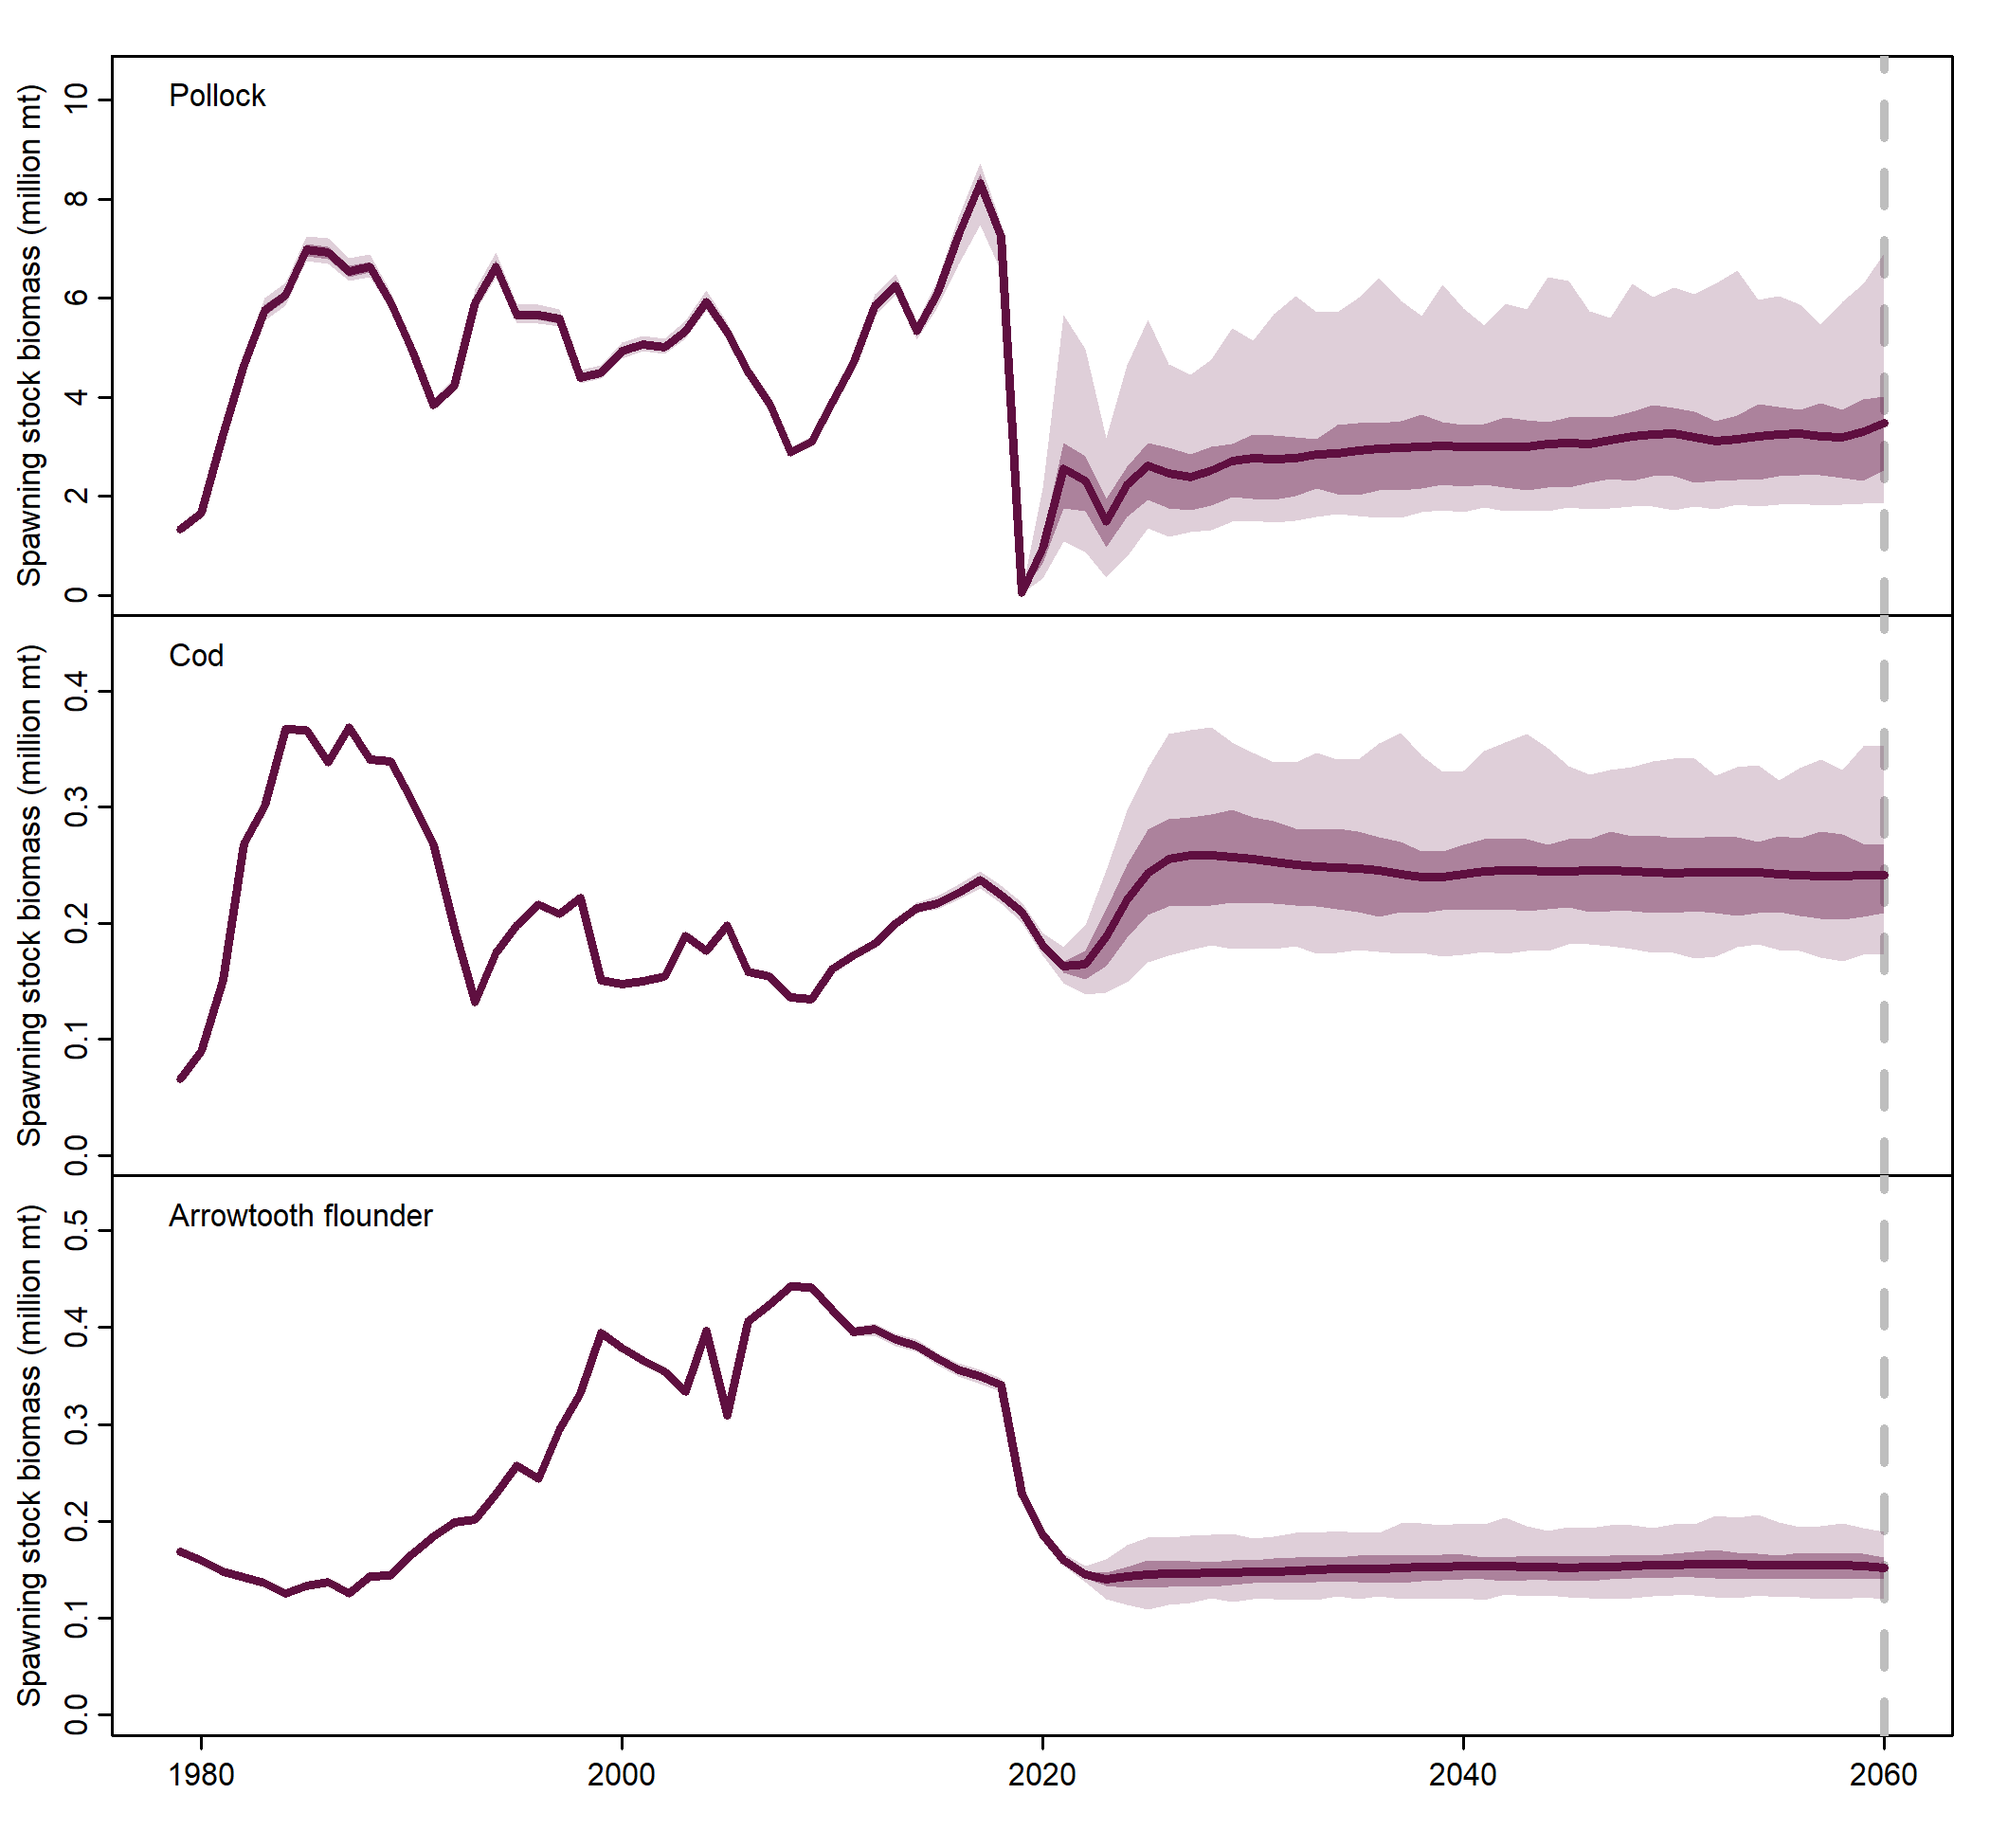 Pollock
Spawning stock biomass (million mt)
10
8
6
4
2
0
Cod
Spawning stock biomass (million mt)
0.4
0.3
0.2
0.1
0.0
Arrowtooth flounder
Spawning stock biomass (million mt)
0.5
0.4
0.3
0.2
0.1
0.0
1980 2000 2020 2040 2060